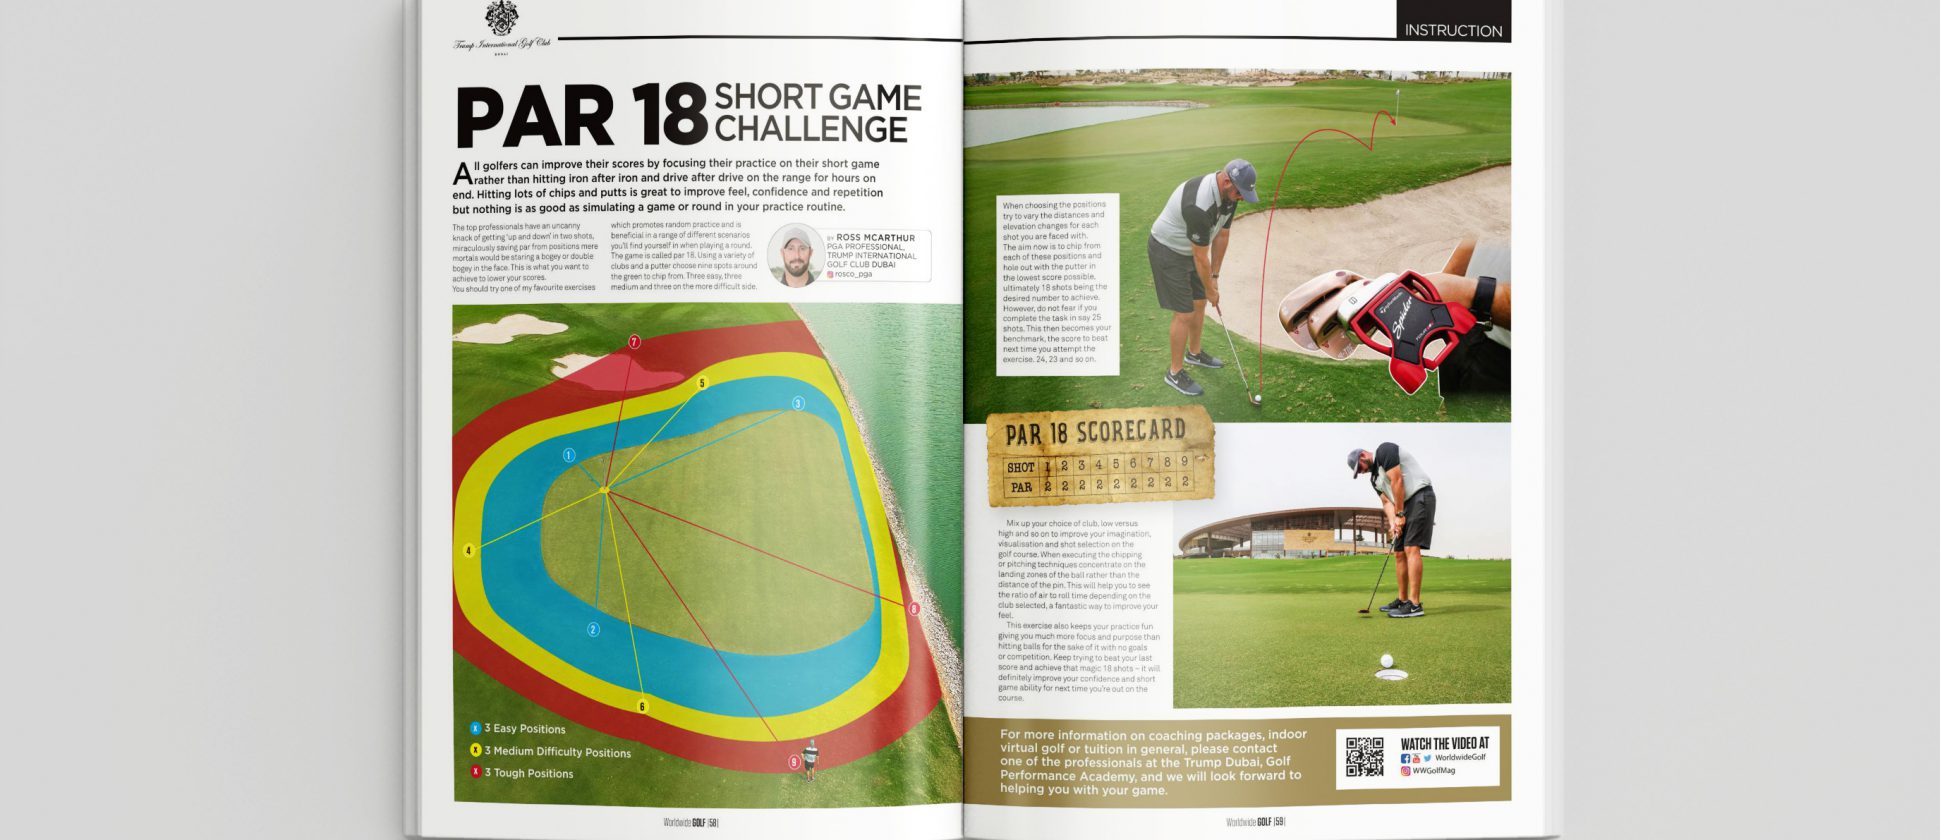 Trump International Golf Club
DUBAI
INSTRUCTION
PAR 18 SHORT GAME
CHALLENGE
All golfers can improve their scores by focusing their practice on their short game
rather than hitting iron after iron and drive after drive on the range for hours on
end. Hitting lots of chips and putts is great to improve feel, confidence and repetition
but nothing is as good as simulating a game or round in your practice routine.
The top professionals have an uncanny
knack of getting 'up and down' in two shots,
miraculously saving par from positions mere
mortals would be staring a bogey or double
bogey in the face. This is what you want to
achieve to lower your scores.
You should try one of my favourite exercises
which promotes random practice and is
beneficial in a range of different scenarios
you'll find yourself in when playing a round.
The game is called par 18. Using a variety of
clubs and a putter choose nine spots around
the green to chip from. Three easy, three
medium and three on the more difficult side.
BY ROSS MCARTHUR
PGA PROFESSIONAL,
TRUMP INTERNATIONAL
GOLF CLUB DUBAI
rosco_pga
7
5
3
1
4
8
2
6
9
X 3 Easy Positions
X 3 Medium Difficulty Positions
X 3 Tough Positions
Worldwide GOLF |58|
When choosing the positions
try to vary the distances and
elevation changes for each
shot you are faced with.
The aim now is to chip from
each of these positions and
hole out with the putter in
the lowest score possible,
ultimately 18 shots being the
desired number to achieve.
However, do not fear if you
complete the task in say 25
shots. This then becomes your
benchmark, the score to beat
next time you attempt the
exercise. 24, 23 and so on.
TaylorMade
Spider
TOUR
PAR 18 SCORECARD
SHOT 1 2 3 4 5 6 7 8 9
PAR 2 2 2 2 2 2 2 2 2
Mix up your choice of club, low versus
high and so on to improve your imagination,
visualisation and shot selection on the
golf course. When executing the chipping
or pitching techniques concentrate on the
landing zones of the ball rather than the
distance of the pin. This will help you to see
the ratio of air to roll time depending on the
club selected, a fantastic way to improve your
feel.
This exercise also keeps your practice fun
giving you much more focus and purpose than
hitting balls for the sake of it with no goals
or competition. Keep trying to beat your last
score and achieve that magic 18 shots – it will
definitely improve your confidence and short
game ability for next time you're out on the
course.
For more information on coaching packages, indoor
virtual golf or tuition in general, please contact
one of the professionals at the Trump Dubai, Golf
Performance Academy, and we will look forward to
helping you with your game.
WATCH THE VIDEO AT
WorldwideGolf
WWGolfMag
Worldwide GOLF |59|